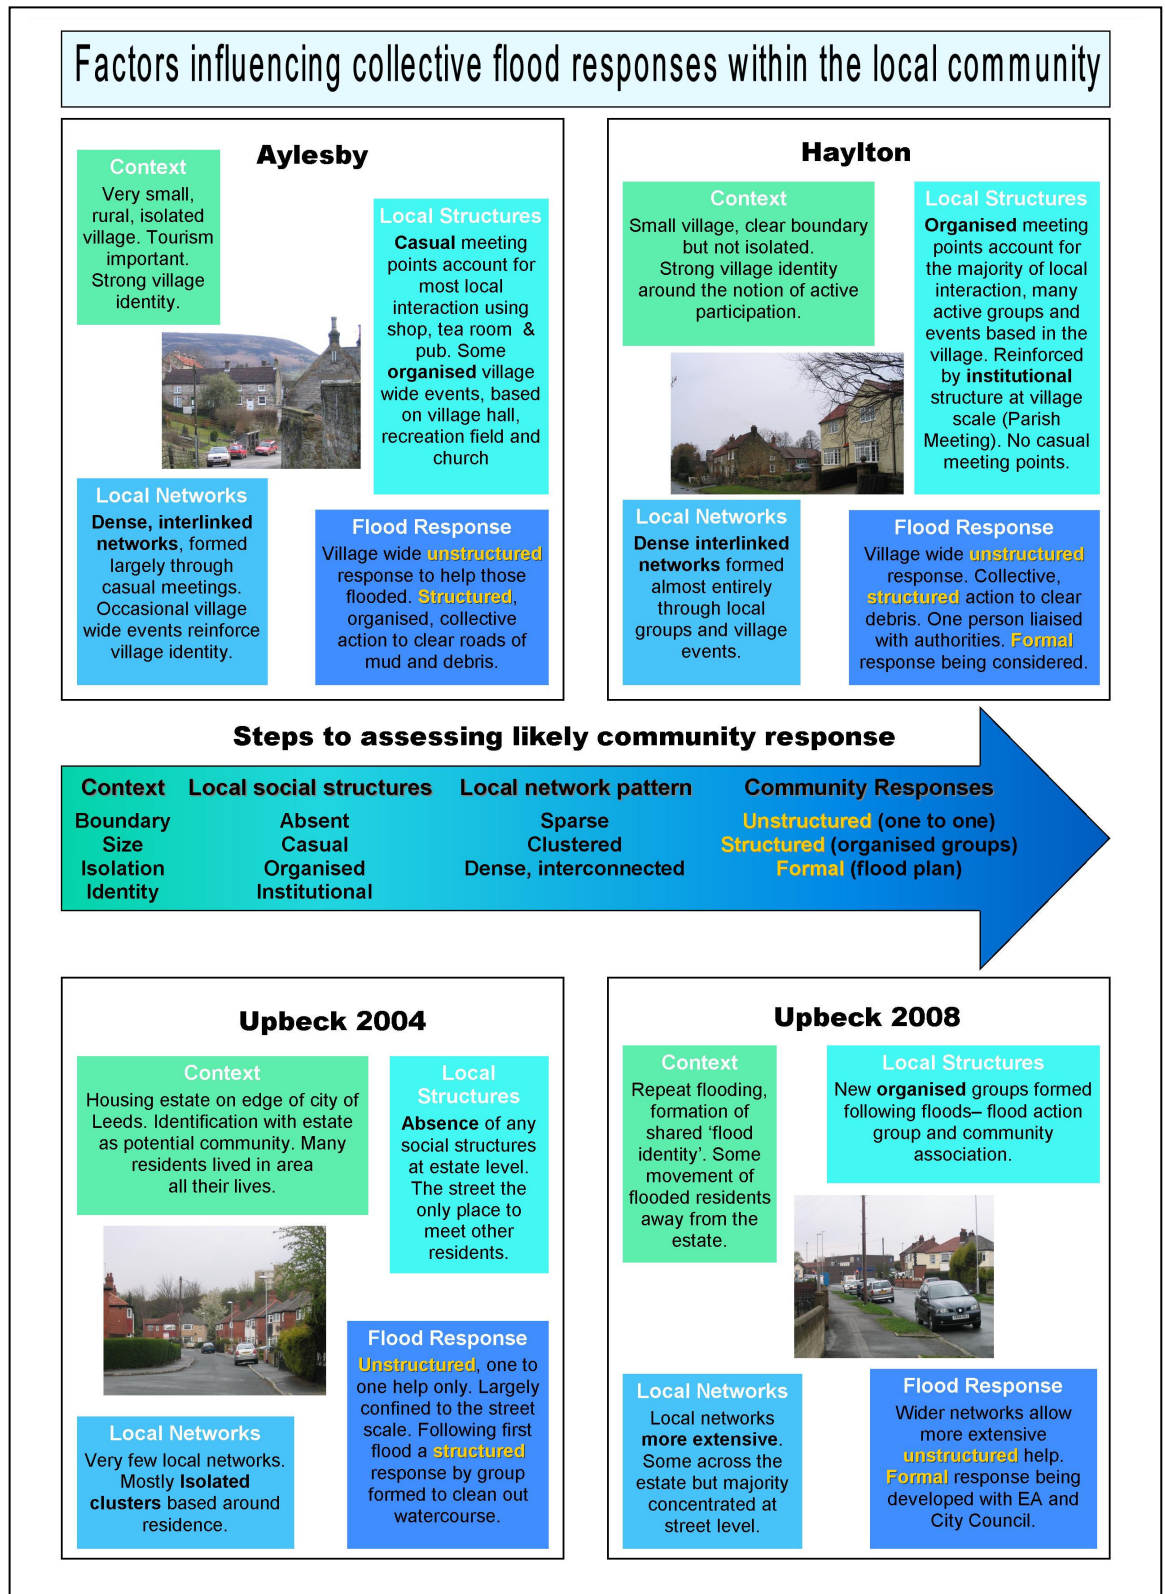 Factors influencing collective flood responses within the local community
Aylesby
Context
Very small,
rural, isolated
village. Tourism
important.
Strong village
identity.
Local Structures
Casual meeting
points account for
most local
interaction using
shop, tea room &
pub. Some
organised village
wide events, based
on village hall,
recreation field and
church
Local Networks
Dense, interlinked
networks, formed
largely through
casual meetings.
Occasional village
wide events reinforce
village identity.
Flood Response
Village wide unstructured
response to help those
flooded. Structured,
organised, collective
action to clear roads of
mud and debris.
Haylton
Context
Small village, clear boundary
but not isolated.
Strong village identity
around the notion of active
participation.
Local Structures
Organised meeting
points account for
the majority of local
interaction, many
active groups and
events based in the
village. Reinforced
by institutional
structure at village
scale (Parish
Meeting). No casual
meeting points.
Local Networks
Dense interlinked
networks formed
almost entirely
through local
groups and village
events.
Flood Response
Village wide unstructured
response. Collective,
structured action to clear
debris. One person liaised
with authorities. Formal
response being considered.
Steps to assessing likely community response
Context
Boundary
Size
Isolation
Identity
Local social structures
Absent
Casual
Organised
Institutional
Local network pattern
Sparse
Clustered
Dense, interconnected
Community Responses
Unstructured (one to one)
Structured (organised groups)
Formal (flood plan)
Upbeck 2004
Context
Housing estate on edge of city of
Leeds. Identification with estate
as potential community. Many
residents lived in area
all their lives.
Local
Structures
Absence of any
social structures
at estate level.
The street the
only place to
meet other
residents.
Local Networks
Very few local networks.
Mostly Isolated
clusters based around
residence.
Flood Response
Unstructured, one to
one help only. Largely
confined to the street
scale. Following first
flood a structured
response by group
formed to clean out
watercourse.
Upbeck 2008
Context
Repeat flooding,
formation of
shared ‘flood
identity’. Some
movement of
flooded residents
away from the
estate.
Local Structures
New organised groups formed
following floods– flood action
group and community
association.
Local Networks
Local networks
more extensive.
Some across the
estate but majority
concentrated at
street level.
Flood Response
Wider networks allow
more extensive
unstructured help.
Formal response being
developed with EA and
City Council.